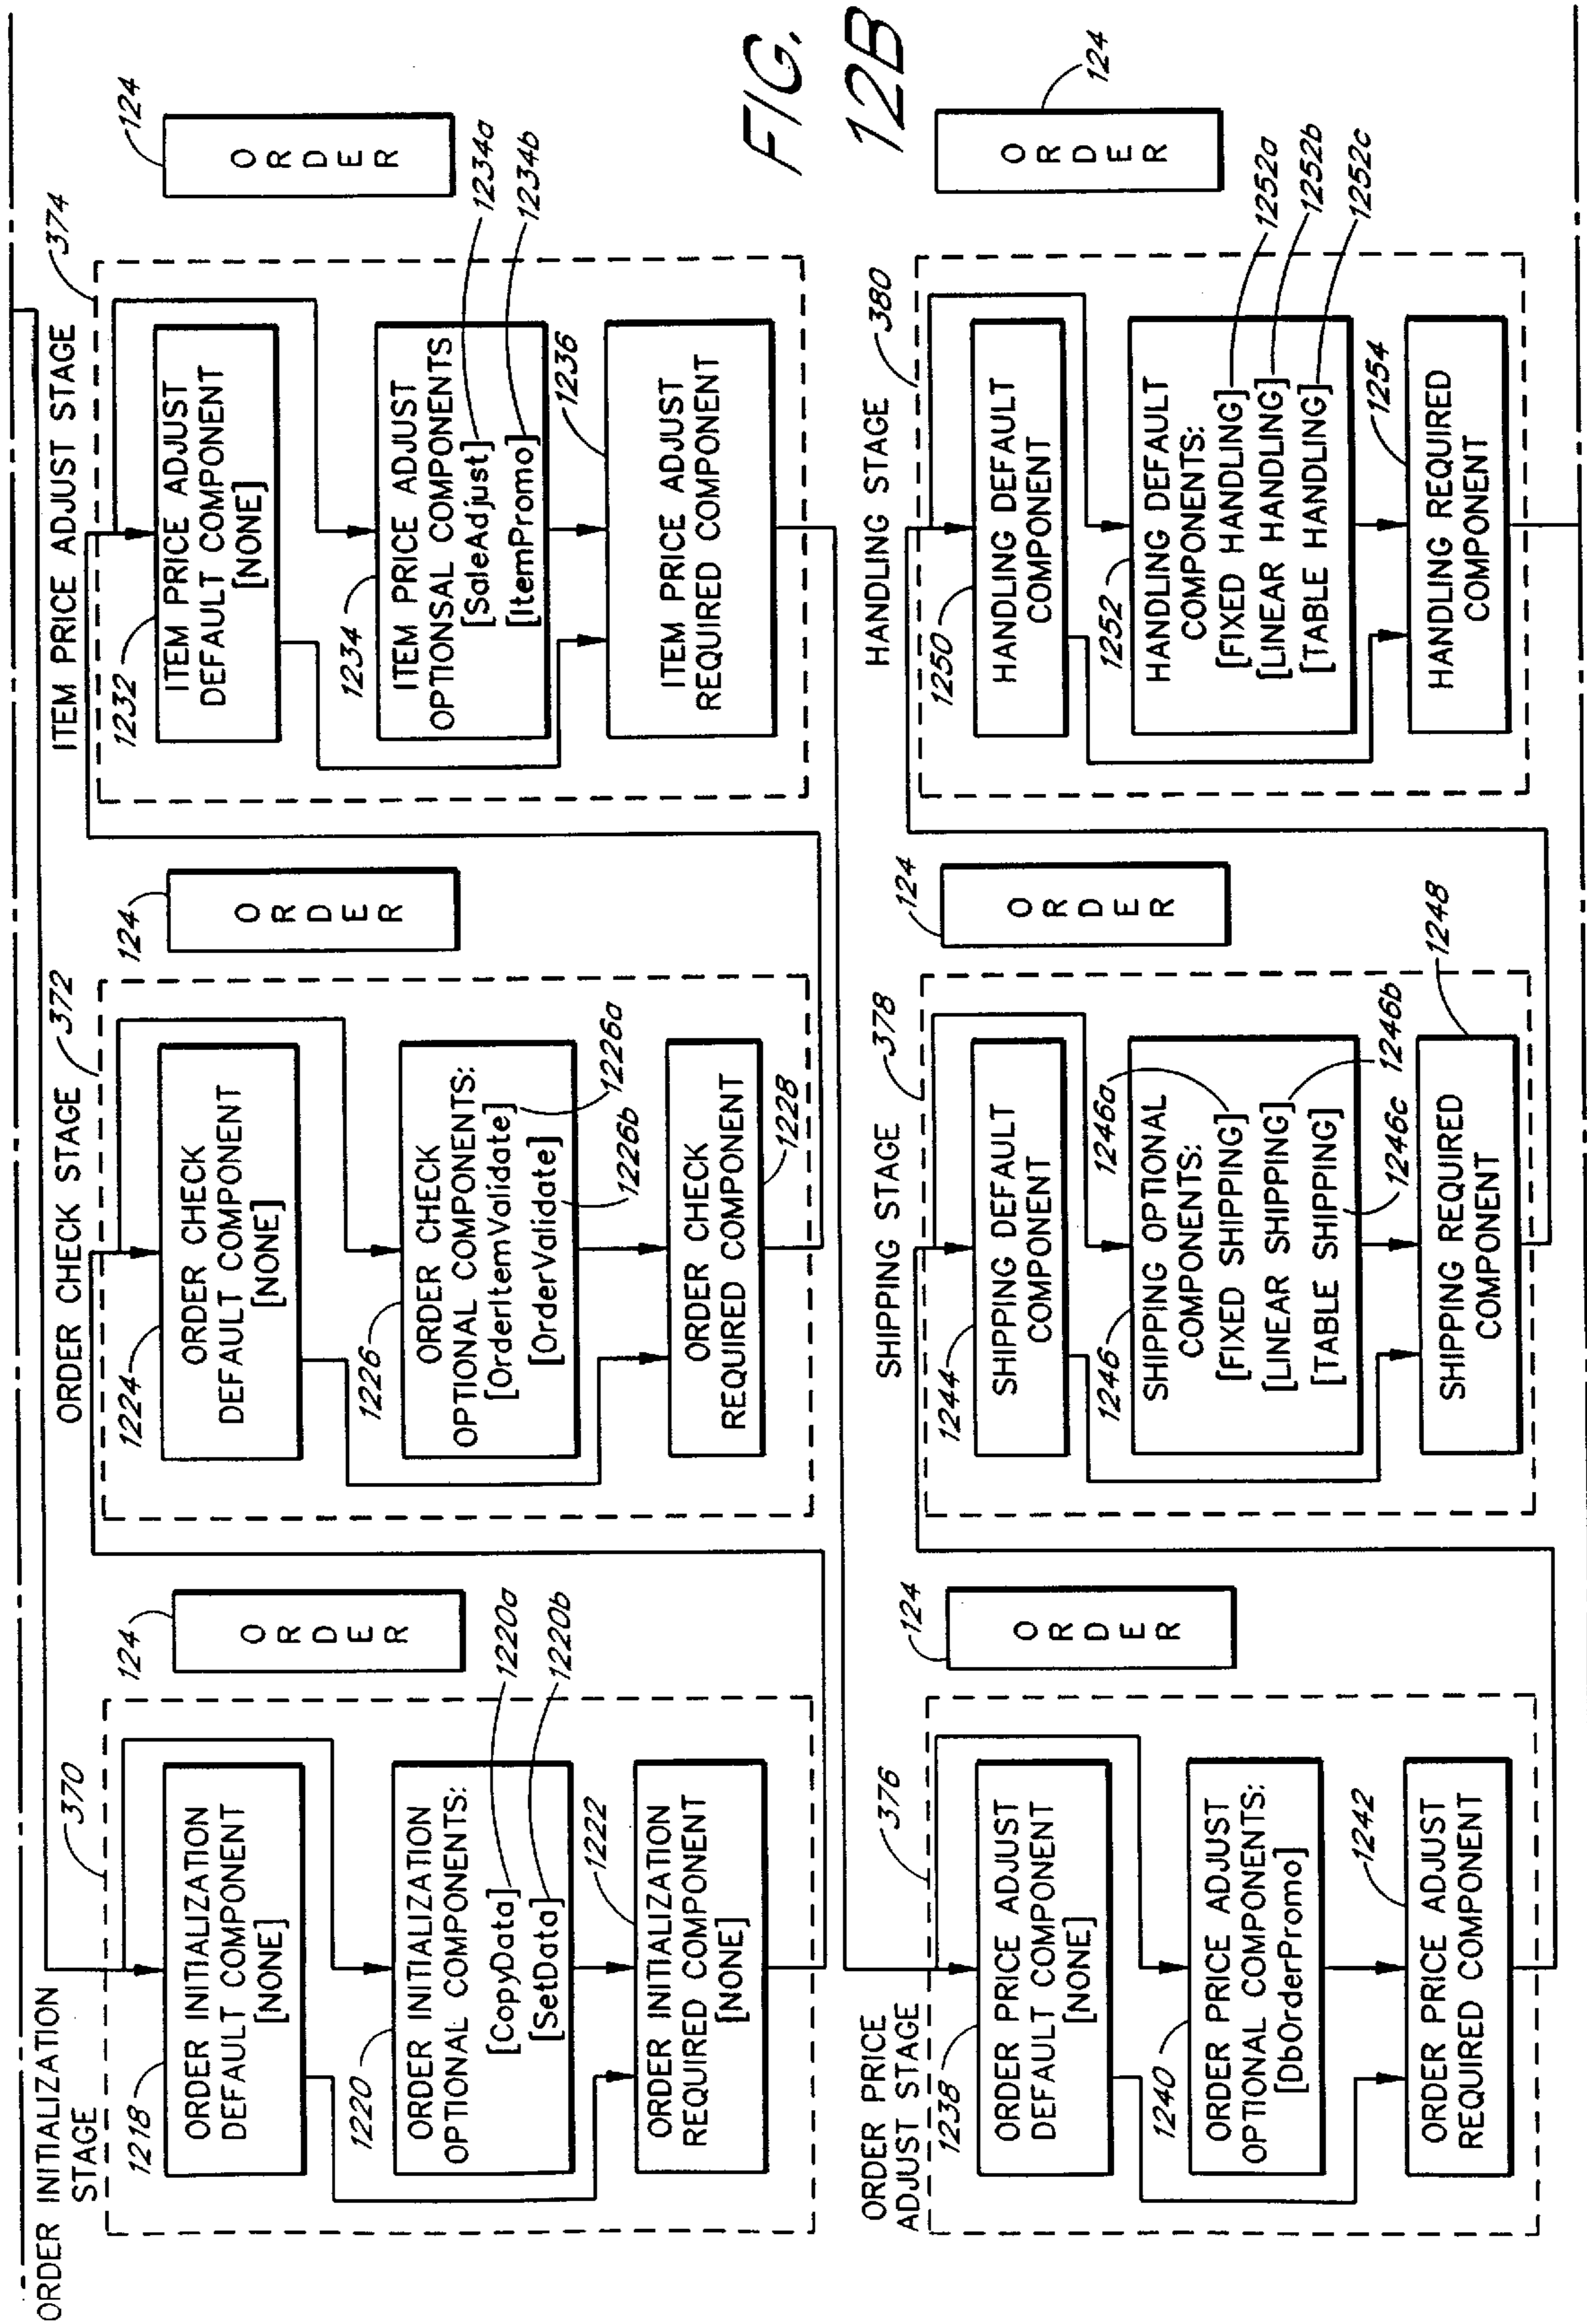 ORDER INITIALIZATION
STAGE
370
1218
ORDER INITIALIZATION
DEFAULT COMPONENT
[NONE]
1220
ORDER INITIALIZATION
OPTIONAL COMPONENTS:
[CopyData]
[SetData]
1220a
1220b
1222
ORDER INITIALIZATION
REQUIRED COMPONENT
[NONE]
124
ORDER
ORDER CHECK STAGE
372
1224
ORDER CHECK
DEFAULT COMPONENT
[NONE]
1226
ORDER CHECK
OPTIONAL COMPONENTS:
[OrderItemValidate]
[OrderValidate]
1226a
1226b
ORDER CHECK
REQUIRED COMPONENT
1228
124
ORDER
ITEM PRICE ADJUST STAGE
374
1232
ITEM PRICE ADJUST
DEFAULT COMPONENT
[NONE]
1234
ITEM PRICE ADJUST
OPTIONSAL COMPONENTS
[SaleAdjust]
[ItemPromo]
1234a
1234b
1236
ITEM PRICE ADJUST
REQUIRED COMPONENT
124
ORDER
FIG.
12B
ORDER PRICE
ADJUST STAGE
376
1238
ORDER PRICE ADJUST
DEFAULT COMPONENT
[NONE]
1240
ORDER PRICE ADJUST
OPTIONAL COMPONENTS:
[DbOrderPromo]
1242
ORDER PRICE ADJUST
REQUIRED COMPONENT
124
ORDER
SHIPPING STAGE
378
1244
SHIPPING DEFAULT
COMPONENT
1246
SHIPPING OPTIONAL
COMPONENTS:
[FIXED SHIPPING]
[LINEAR SHIPPING]
[TABLE SHIPPING]
1246a
1246b
1246c
SHIPPING REQUIRED
COMPONENT
1248
124
ORDER
HANDLING STAGE
380
1250
HANDLING DEFAULT
COMPONENT
1252
HANDLING DEFAULT
COMPONENTS:
[FIXED HANDLING]
[LINEAR HANDLING]
[TABLE HANDLING]
1252a
1252b
1252c
1254
HANDLING REQUIRED
COMPONENT
124
ORDER